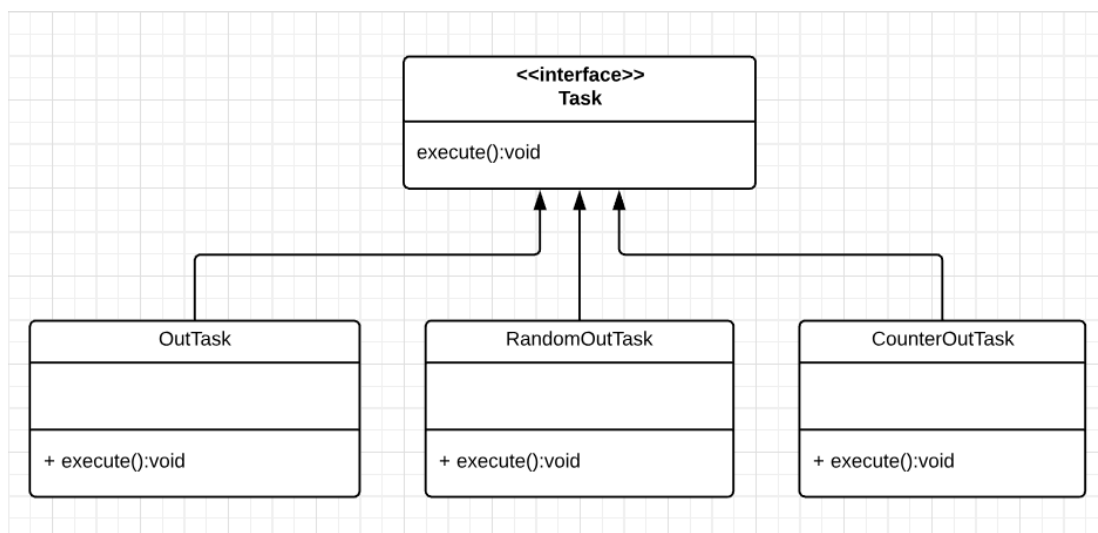 <<interface>>
Task
execute():void
OutTask
+ execute():void
RandomOutTask
+ execute():void
CounterOutTask
+ execute():void